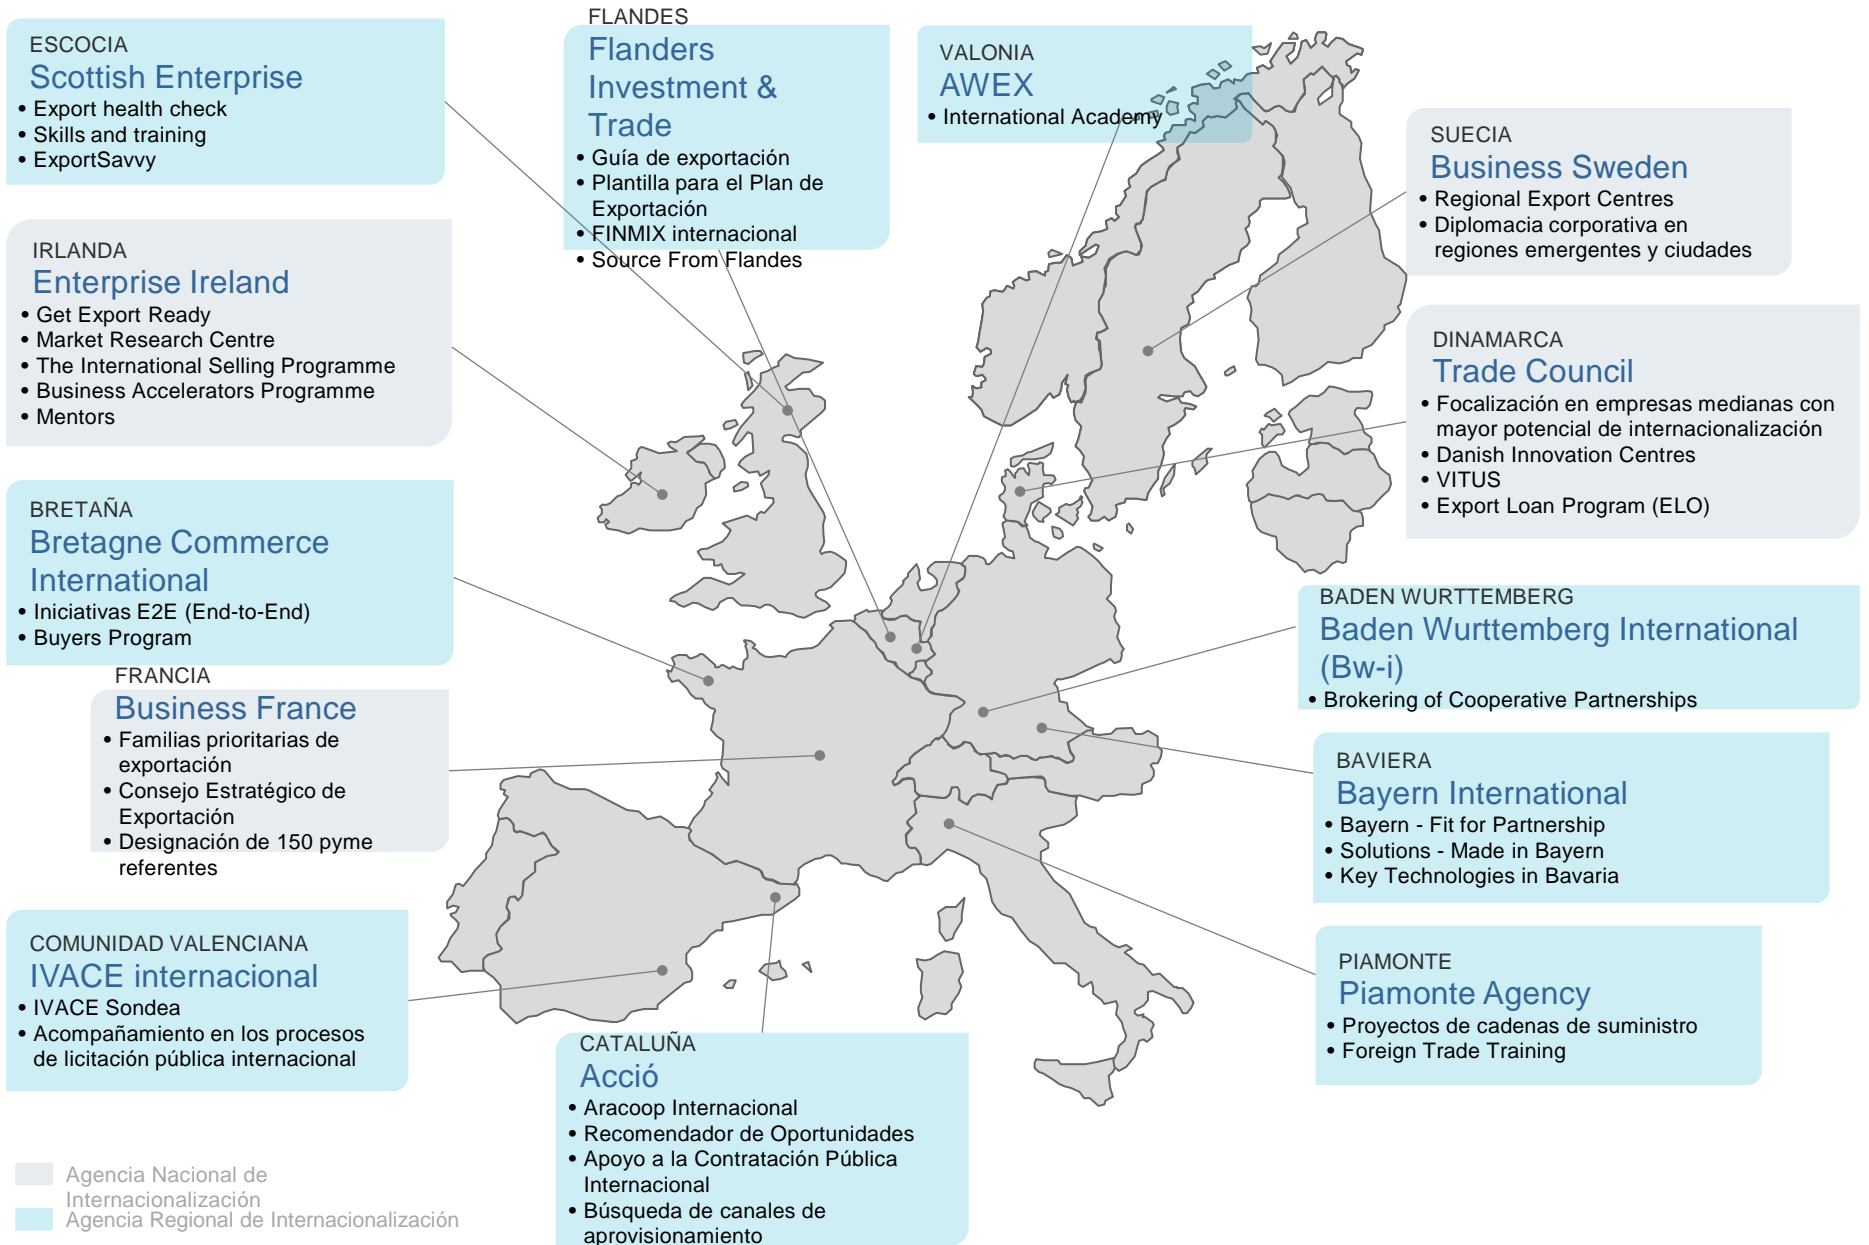 ESCOCIA
Scottish Enterprise
• Export health check
• Skills and training
• ExportSavvy
FLANDES
Flanders
Investment &
Trade
• Guía de exportación
• Plantilla para el Plan de
Exportación
• FINMIX internacional
• Source From Flandes
VALONIA
AWEX
• International Academy
SUECIA
Business Sweden
• Regional Export Centres
• Diplomacia corporativa en
regiones emergentes y ciudades
IRLANDA
Enterprise Ireland
• Get Export Ready
• Market Research Centre
• The International Selling Programme
• Business Accelerators Programme
• Mentors
DINAMARCA
Trade Council
• Focalización en empresas medianas con
mayor potencial de internacionalización
• Danish Innovation Centres
• VITUS
• Export Loan Program (ELO)
BRETAÑA
Bretagne Commerce
International
• Iniciativas E2E (End-to-End)
• Buyers Program
BADEN WURTTEMBERG
Baden Wurttemberg International
(Bw-i)
• Brokering of Cooperative Partnerships
FRANCIA
Business France
• Familias prioritarias de
exportación
• Consejo Estratégico de
Exportación
• Designación de 150 pyme
referentes
BAVIERA
Bayern International
• Bayern - Fit for Partnership
• Solutions - Made in Bayern
• Key Technologies in Bavaria
COMUNIDAD VALENCIANA
IVACE internacional
• IVACE Sondea
• Acompañamiento en los procesos
de licitación pública internacional
PIAMONTE
Piamonte Agency
• Proyectos de cadenas de suministro
• Foreign Trade Training
CATALUÑA
Acció
• Aracoop Internacional
• Recomendador de Oportunidades
• Apoyo a la Contratación Pública
Internacional
• Búsqueda de canales de
aprovisionamiento
Agencia Nacional de
Internacionalización
Agencia Regional de Internacionalización